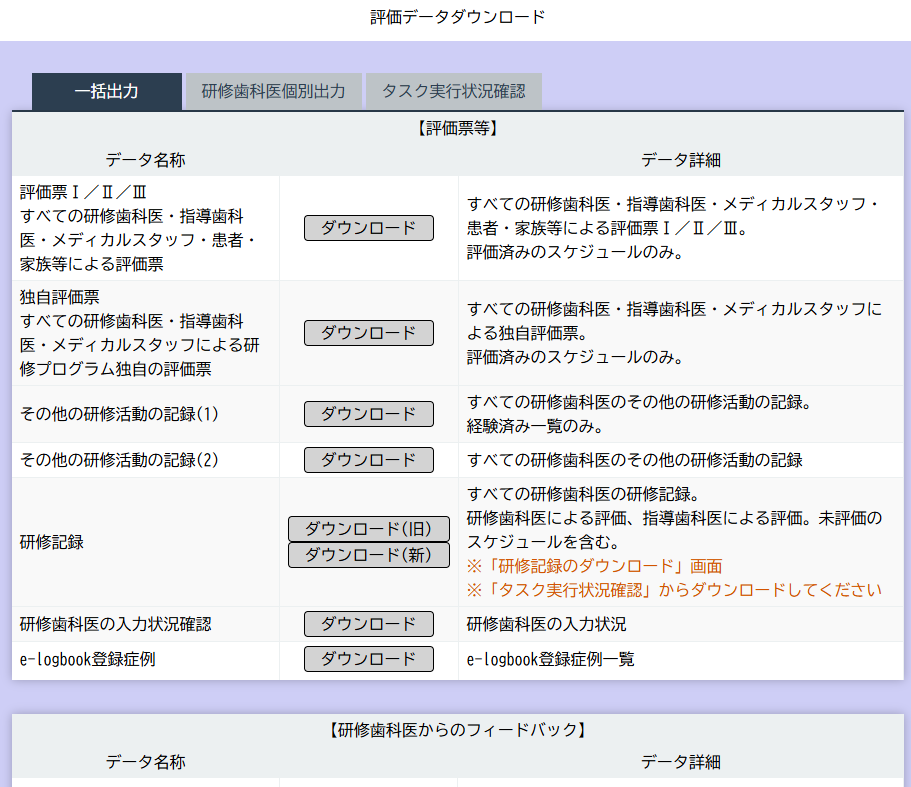 評価データダウンロード
一括出力
研修歯科医個別出力
タスク実行状況確認
【評価票等】
データ名称
データ詳細
評価票Ⅰ／Ⅱ／Ⅲ
すべての研修歯科医・指導歯科
医・メディカルスタッフ・患者・
家族等による評価票
ダウンロード
すべての研修歯科医・指導歯科医・メディカルスタッフ・
患者・家族等による評価票Ⅰ／Ⅱ／Ⅲ。
評価済みのスケジュールのみ。
独自評価票
すべての研修歯科医・指導歯科
医・メディカルスタッフによる研
修プログラム独自の評価票
ダウンロード
すべての研修歯科医・指導歯科医・メディカルスタッフに
よる独自評価票。
評価済みのスケジュールのみ。
その他の研修活動の記録(1)
ダウンロード
すべての研修歯科医のその他の研修活動の記録。
経験済み一覧のみ。
その他の研修活動の記録(2)
ダウンロード
すべての研修歯科医のその他の研修活動の記録
研修記録
ダウンロード(旧)
ダウンロード(新)
すべての研修歯科医の研修記録。
研修歯科医による評価、指導歯科医による評価。未評価の
スケジュールを含む。
※「研修記録のダウンロード」画面
※「タスク実行状況確認」からダウンロードしてください
研修歯科医の入力状況確認
ダウンロード
研修歯科医の入力状況
e-logbook登録症例
ダウンロード
e-logbook登録症例一覧
【研修歯科医からのフィードバック】
データ名称
データ詳細